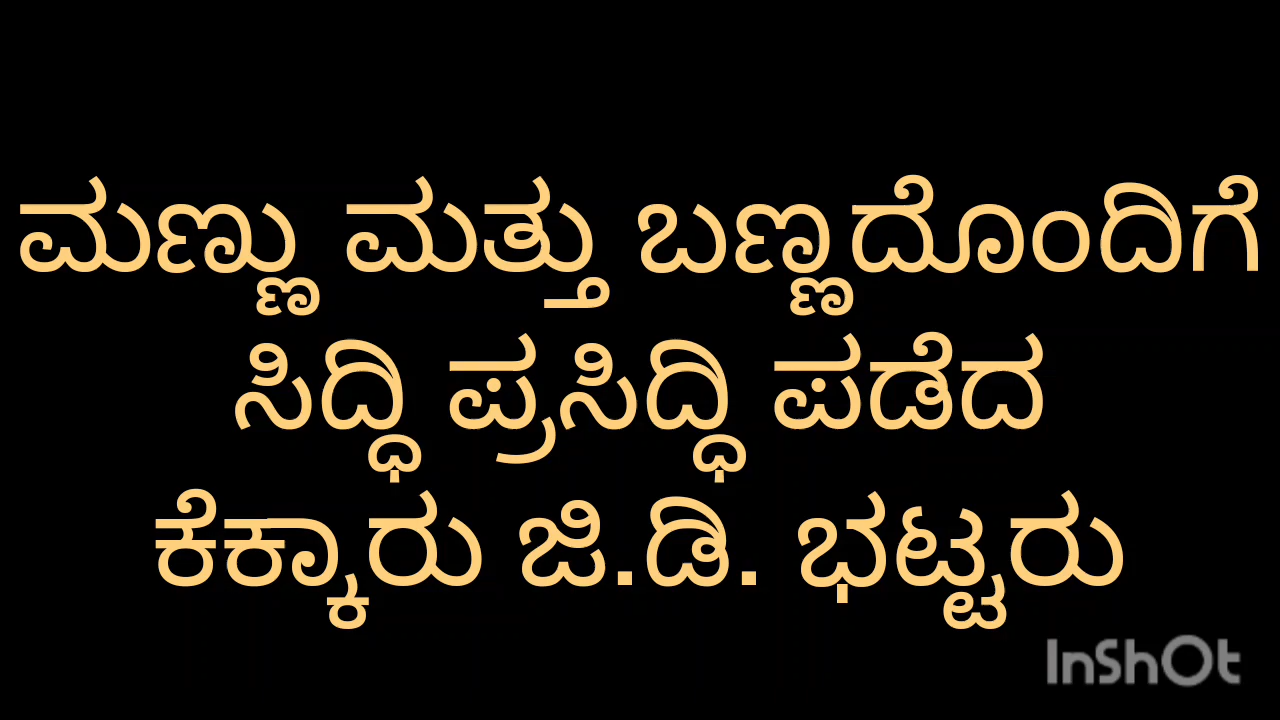 ಮಣ್ಣು ಮತ್ತು ಬಣ್ಣದೊಂದಿಗೆ
ಸಿದ್ಧಿ ಪ್ರಸಿದ್ಧಿ ಪಡೆದ
ಕೆಕ್ಕಾರು ಜಿ.ಡಿ. ಭಟ್ಟರು
InShOt